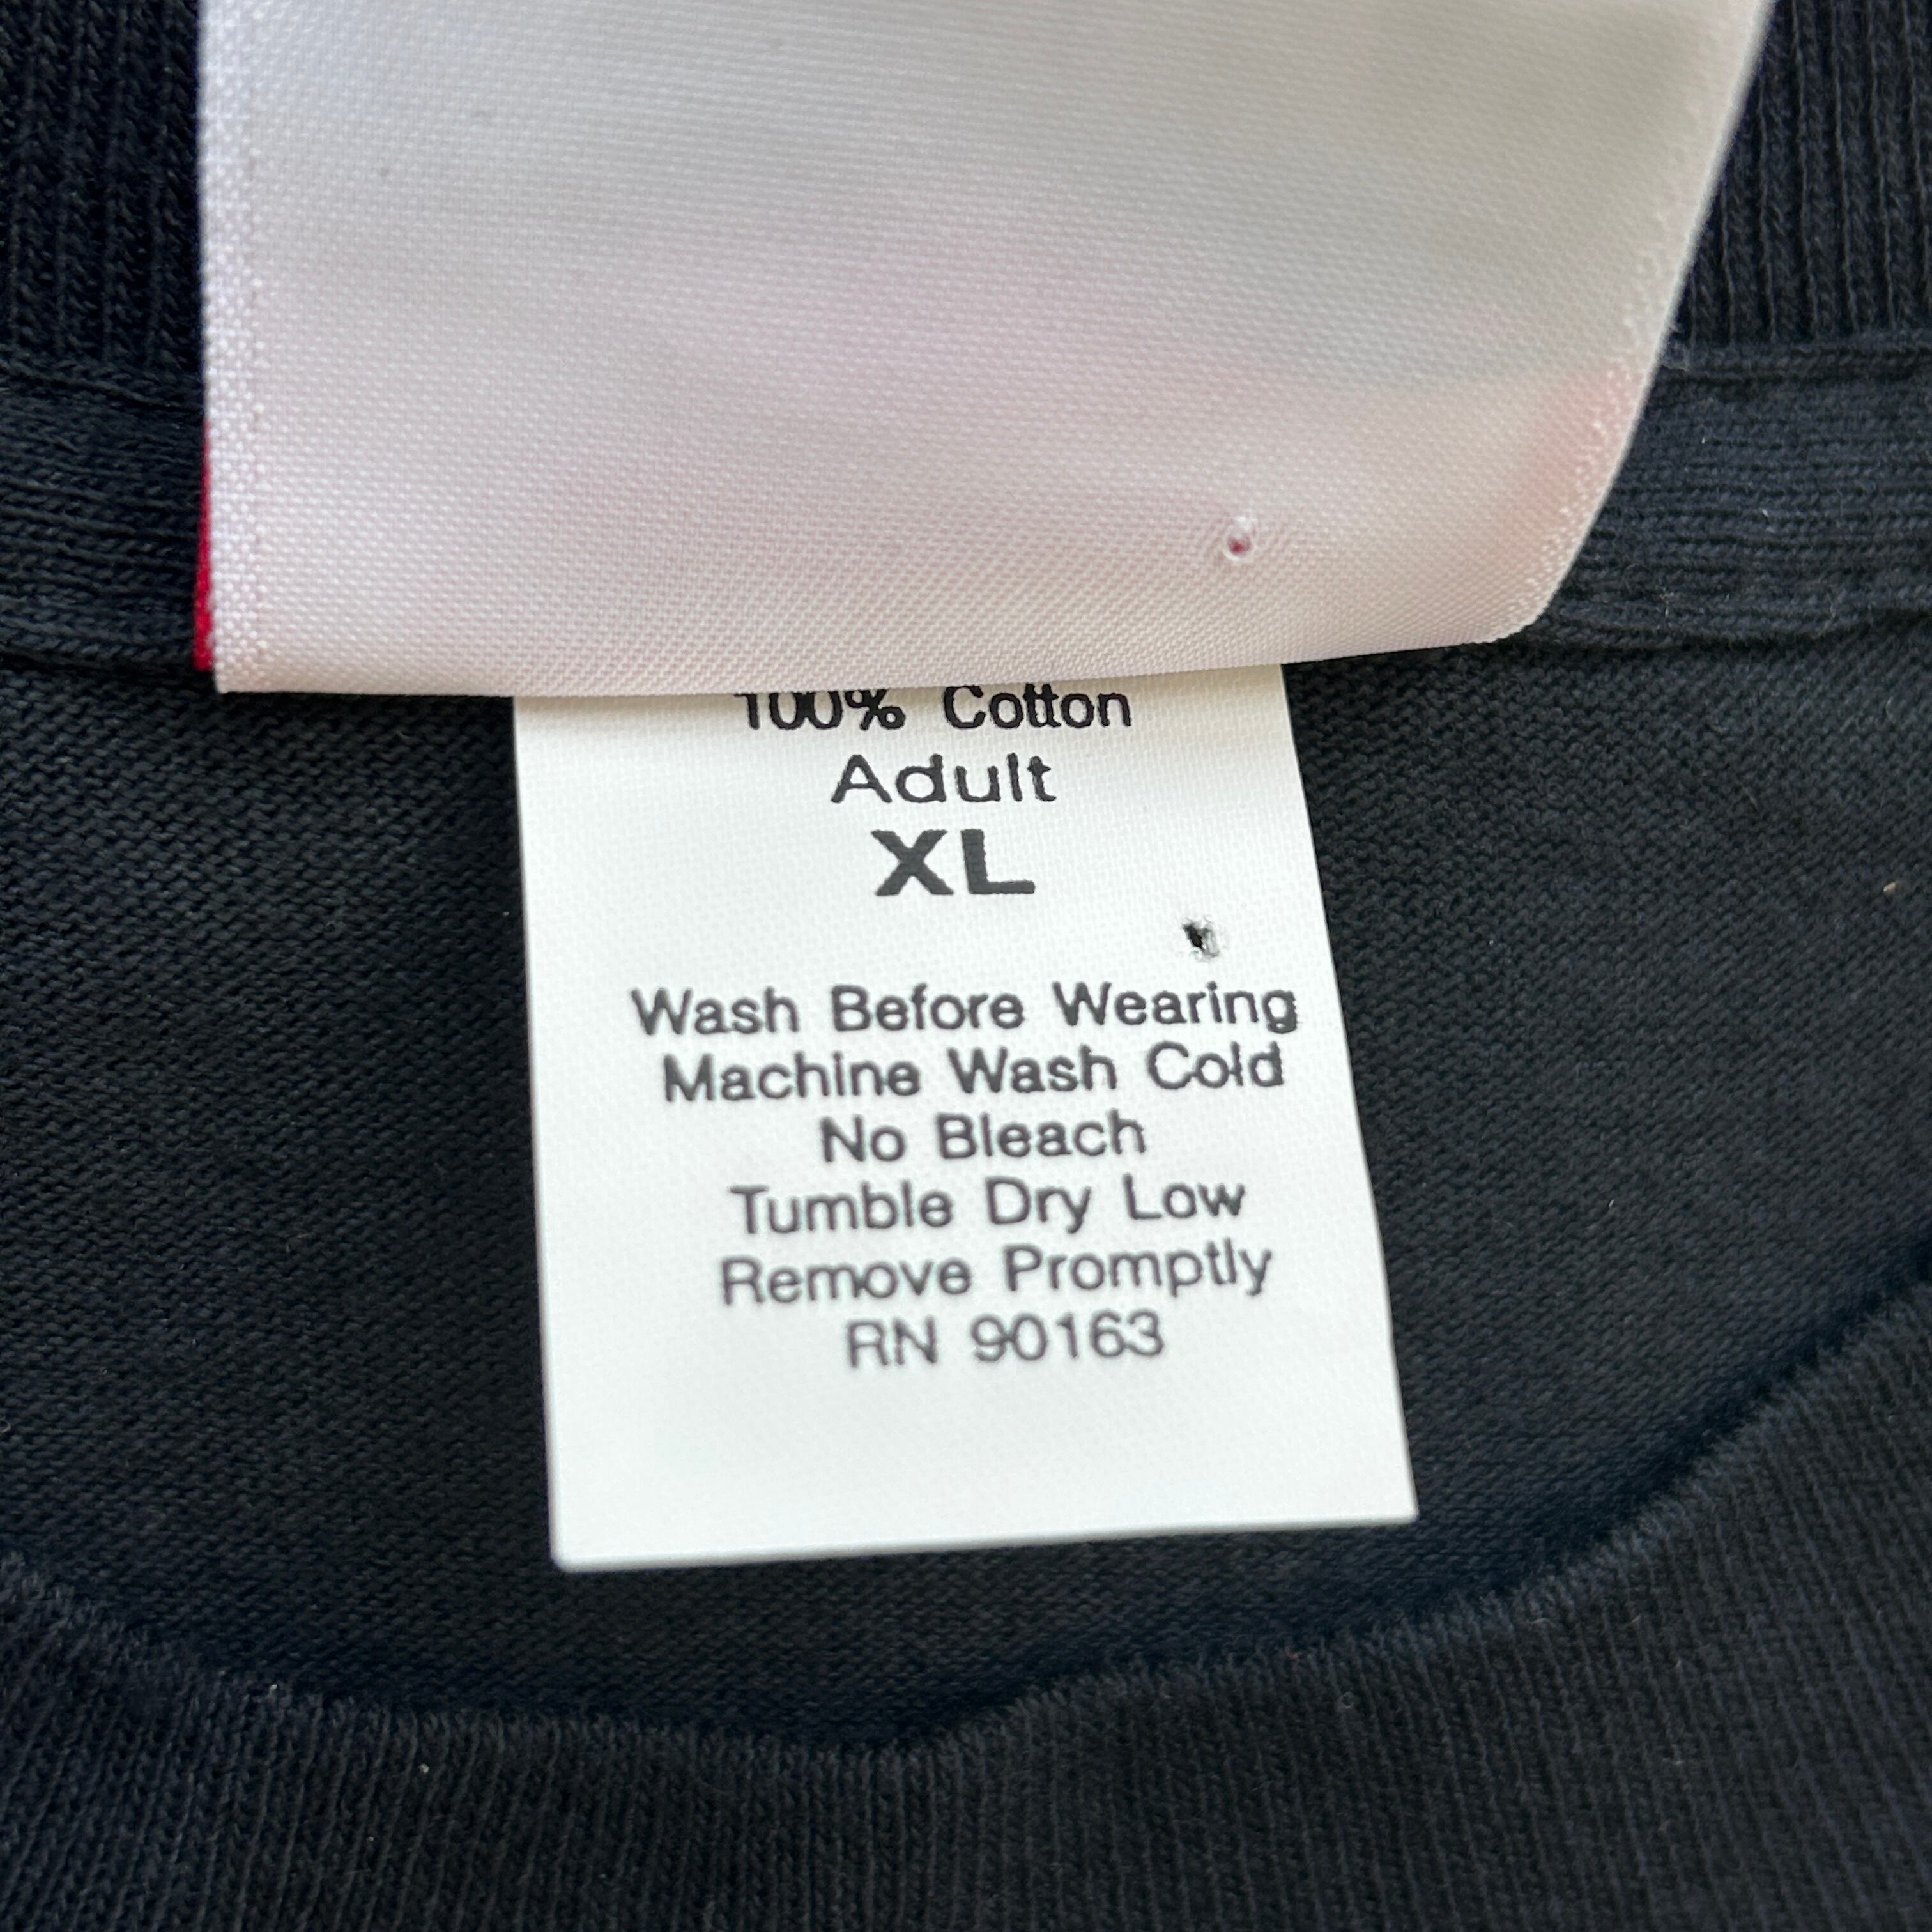 100% Cotton
Adult
XL
Wash Before Wearing
Machine Wash Cold
No Bleach
Tumble Dry Low
Remove Promptly
RN 90163